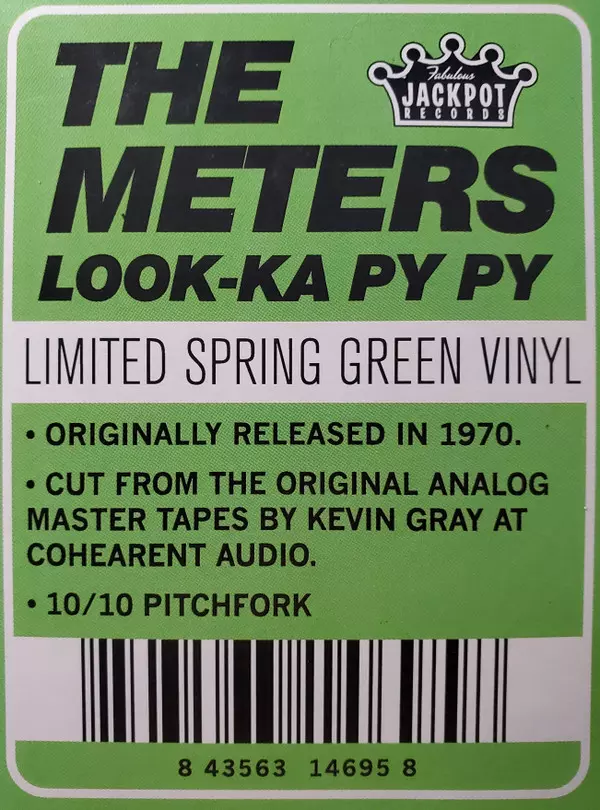 THE
Fabulous
JACKPOT
RECORDS
METERS
LOOK-KA PY PY
LIMITED SPRING GREEN VINYL
• ORIGINALLY RELEASED IN 1970.
• CUT FROM THE ORIGINAL ANALOG
MASTER TAPES BY KEVIN GRAY AT
COHEARENT AUDIO.
• 10/10 PITCHFORK
8 43563 14695 8